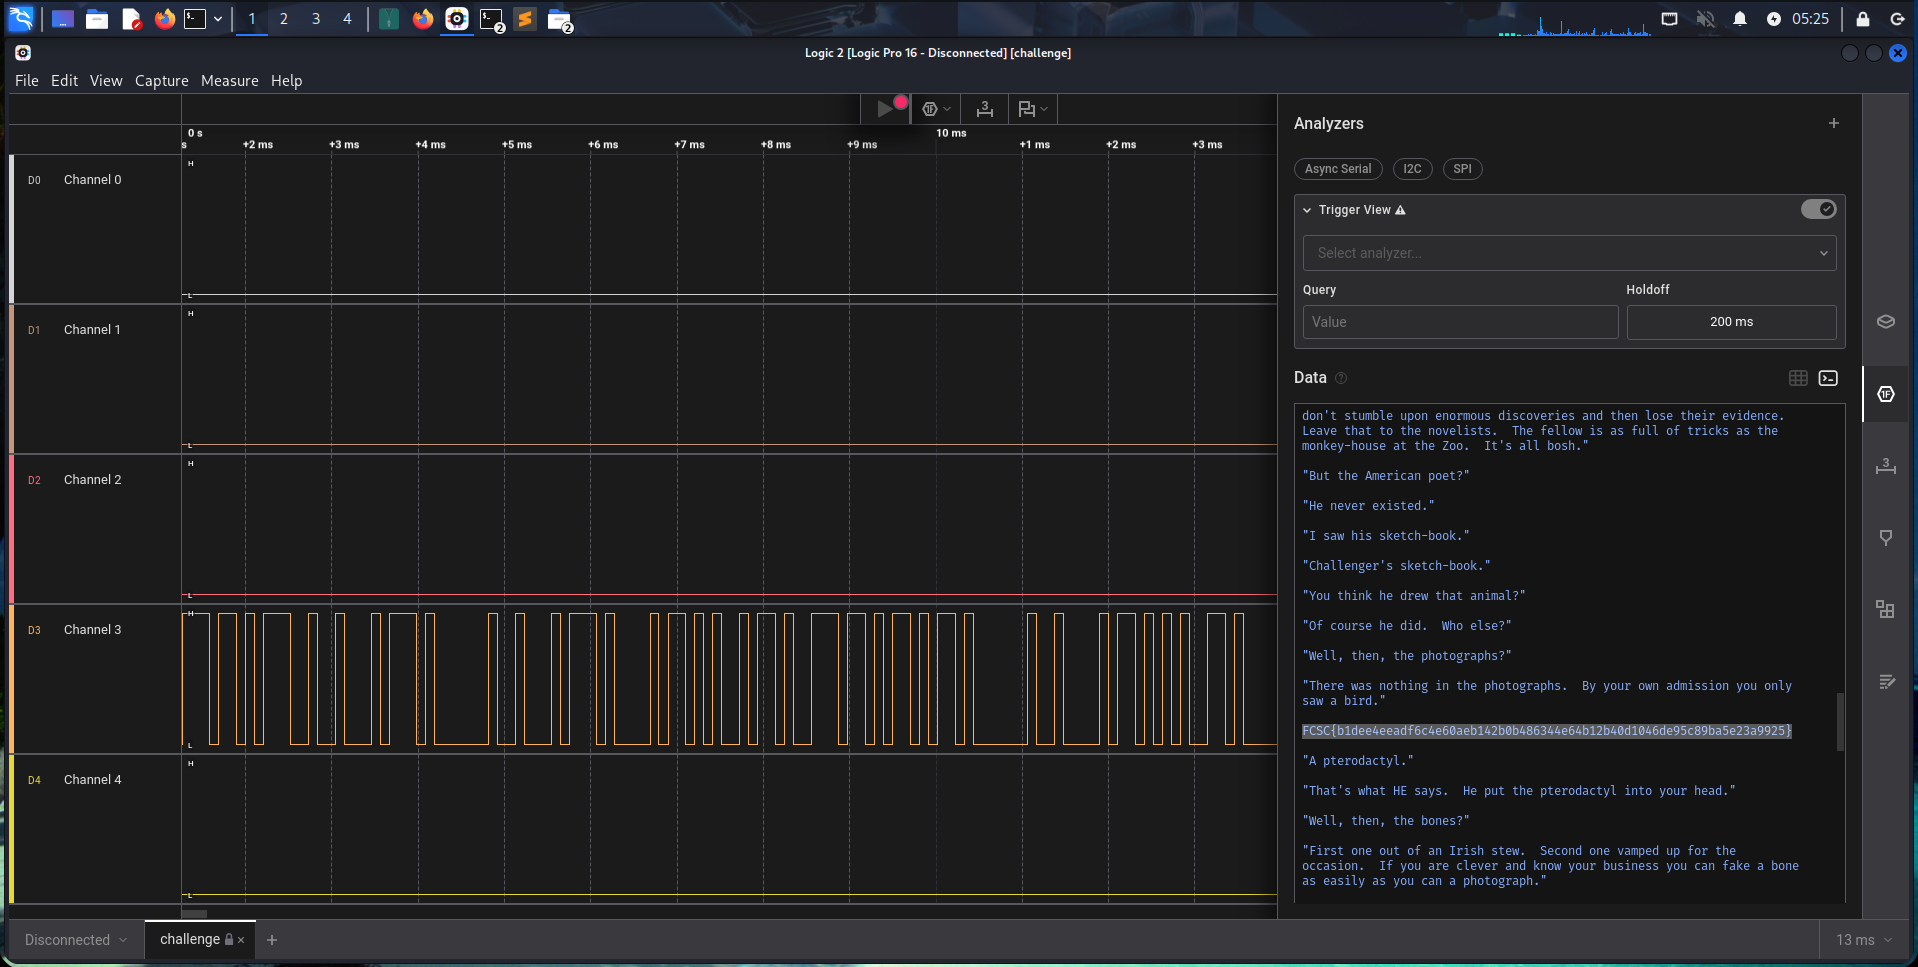 1 2 3 4
2
2
05:25
Logic 2 [Logic Pro 16 - Disconnected] [challenge]
File Edit View Capture Measure Help
0 s
10 ms
s +2 ms +3 ms +4 ms +5 ms +6 ms +7 ms +8 ms +9 ms +1 ms +2 ms +3 ms
D0 Channel 0
H
L
D1 Channel 1
H
L
D2 Channel 2
H
L
D3 Channel 3
H
L
D4 Channel 4
H
L
Analyzers
Async Serial I2C SPI
Trigger View
Select analyzer...
Query Holdoff
Value 200 ms
Data
don't stumble upon enormous discoveries and then lose their evidence.
Leave that to the novelists.  The fellow is as full of tricks as the
monkey-house at the Zoo.  It's all bosh."
"But the American poet?"
"He never existed."
"I saw his sketch-book."
"Challenger's sketch-book."
"You think he drew that animal?"
"Of course he did.  Who else?"
"Well, then, the photographs?"
"There was nothing in the photographs.  By your own admission you only
saw a bird."
FCSC{b1dee4eeadf6c4e60aeb142b0b486344e64b12b40d1046de95c89ba5e23a9925}
"A pterodactyl."
"That's what HE says.  He put the pterodactyl into your head."
"Well, then, the bones?"
"First one out of an Irish stew.  Second one vamped up for the
occasion.  If you are clever and know your business you can fake a bone
as easily as you can a photograph."
Disconnected
challenge
13 ms